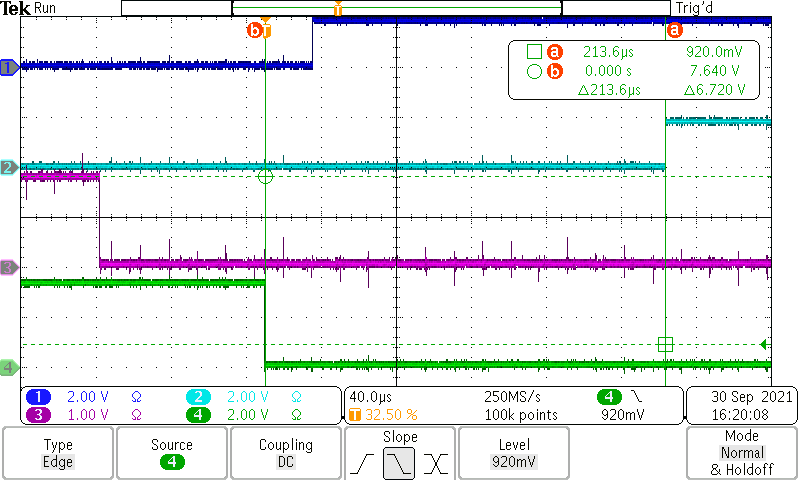 Tek Run Trig'd
b T a
T
a 213.6µs 920.0mV
b 0.000 s 7.640 V
△213.6µs △6.720 V
1
2
3
4
1 2.00 V Ω 2 2.00 V Ω
3 1.00 V Ω 4 2.00 V Ω
40.0µs 250MS/s 4
T 32.50 % 100k points 920mV
30 Sep 2021
16:20:08
Type
Edge
Source
4
Coupling
DC
Slope
Level
920mV
Mode
Normal
& Holdoff